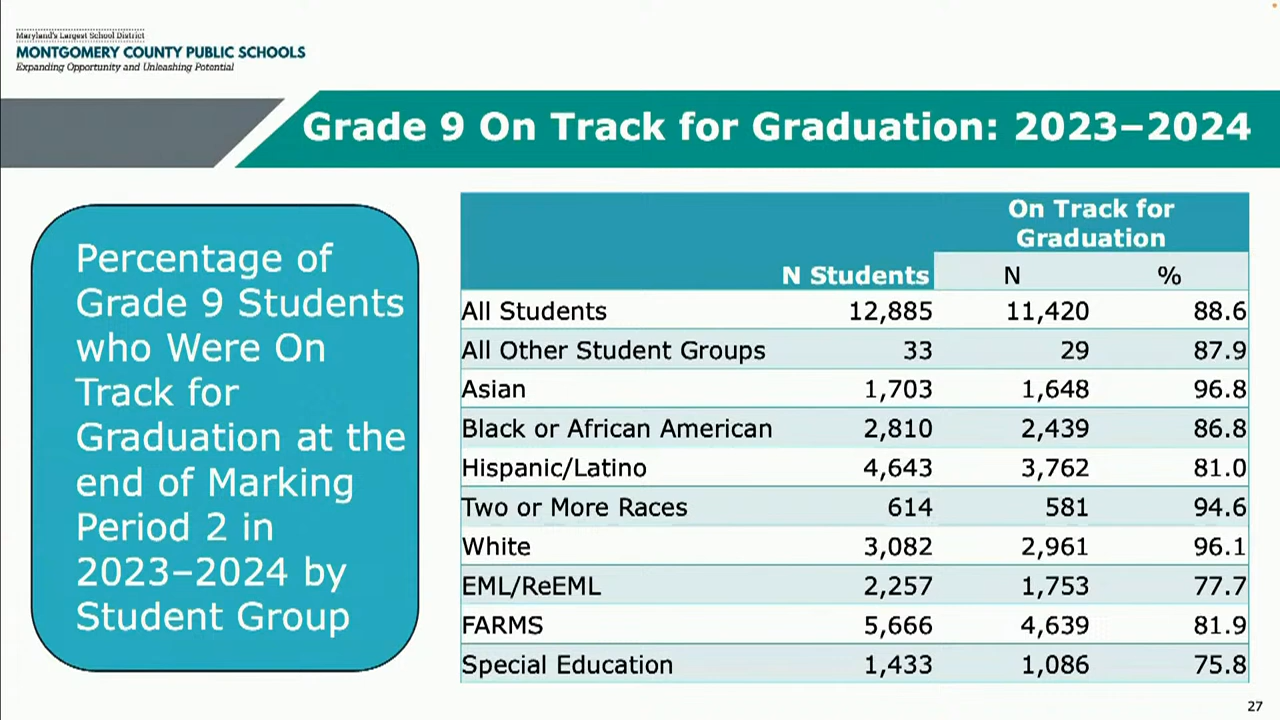 Maryland's Largest School District
MONTGOMERY COUNTY PUBLIC SCHOOLS
Expanding Opportunity and Unleashing Potential
Grade 9 On Track for Graduation: 2023–2024
Percentage of
Grade 9 Students
who Were On
Track for
Graduation at the
end of Marking
Period 2 in
2023–2024 by
Student Group
On Track for
Graduation
N Students N %
All Students 12,885 11,420 88.6
All Other Student Groups 33 29 87.9
Asian 1,703 1,648 96.8
Black or African American 2,810 2,439 86.8
Hispanic/Latino 4,643 3,762 81.0
Two or More Races 614 581 94.6
White 3,082 2,961 96.1
EML/ReEML 2,257 1,753 77.7
FARMS 5,666 4,639 81.9
Special Education 1,433 1,086 75.8
27